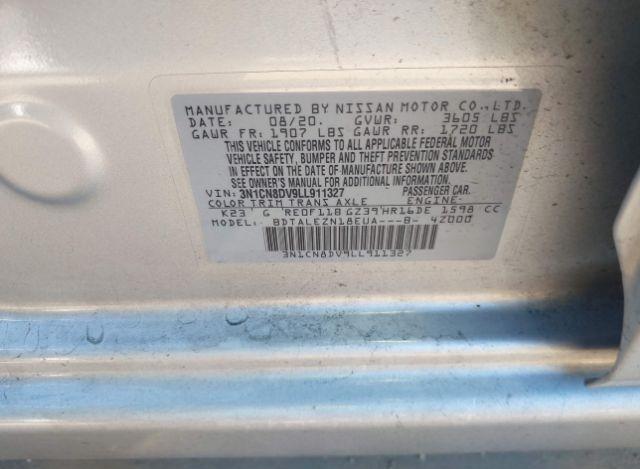 MANUFACTURED BY NISSAN MOTOR CO., LTD.
DATE: 08/20. GVWR: 3605 LBS
GAWR FR: 1907 LBS GAWR RR: 1720 LBS
THIS VEHICLE CONFORMS TO ALL APPLICABLE FEDERAL MOTOR
VEHICLE SAFETY, BUMPER AND THEFT PREVENTION STANDARDS
IN EFFECT ON THE DATE OF MANUFACTURE SHOWN ABOVE.
SEE OWNER'S MANUAL FOR ADDITIONAL INFORMATION
VIN: 3N1CN8DV9LL911327 PASSENGER CAR.
COLOR TRIM TRANS AXLE ENGINE:
K23 G RE0F11B GZ39 HR16DE 1598 CC
MODEL: BDTALEZN18EUA---B- 4Z000
3N1CN8DV9LL911327